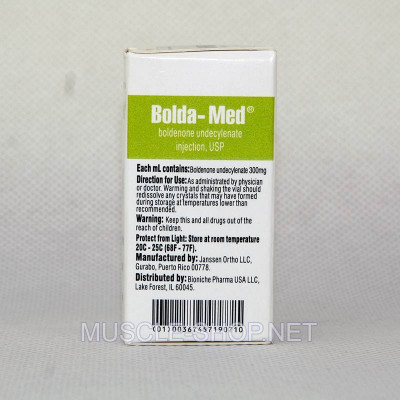 Bolda-Med®
boldenone undecylenate
injection, USP
Each mL contains: Boldenone undecylenate 300mg
Direction for Use: As administrated by physician
or doctor. Warming and shaking the vial should
redissolve any crystals that may have formed
during storage at temperatures lower than
recommended.
Warning: Keep this and all drugs out of the
reach of children.
Protect from Light: Store at room temperature
20C - 25C (68F - 77F).
Manufactured by: Janssen Ortho LLC,
Gurabo, Puerto Rico 00778.
Distributed by: Bioniche Pharma USA LLC,
Lake Forest, IL 60045.
MUSCLE-SHOP.NET